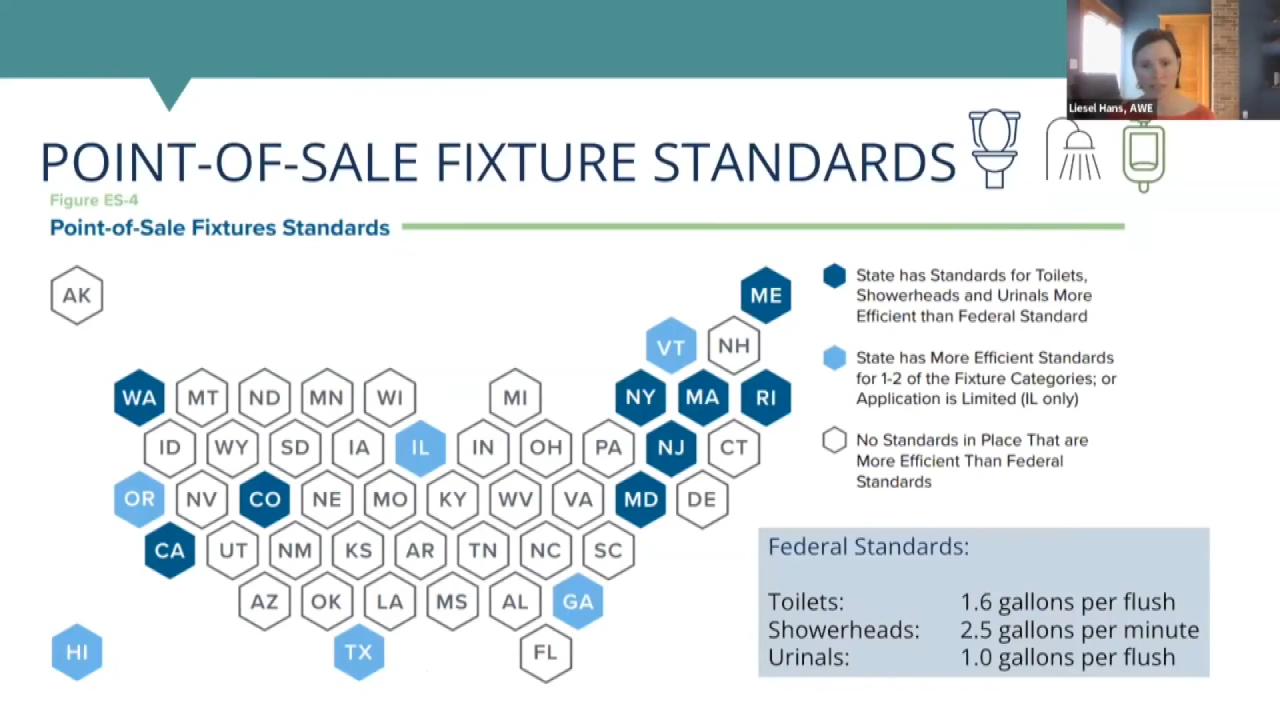 Liesel Hans, AWE
POINT-OF-SALE FIXTURE STANDARDS
Figure ES-4
Point-of-Sale Fixtures Standards
AK
ME
VT
NH
WA
MT
ND
MN
WI
MI
NY
MA
RI
ID
WY
SD
IA
IL
IN
OH
PA
NJ
CT
OR
NV
CO
NE
MO
KY
WV
VA
MD
DE
CA
UT
NM
KS
AR
TN
NC
SC
AZ
OK
LA
MS
AL
GA
HI
TX
FL
State has Standards for Toilets,
Showerheads and Urinals More
Efficient than Federal Standard
State has More Efficient Standards
for 1-2 of the Fixture Categories; or
Application is Limited (IL only)
No Standards in Place That are
More Efficient Than Federal
Standards
Federal Standards:
Toilets: 1.6 gallons per flush
Showerheads: 2.5 gallons per minute
Urinals: 1.0 gallons per flush